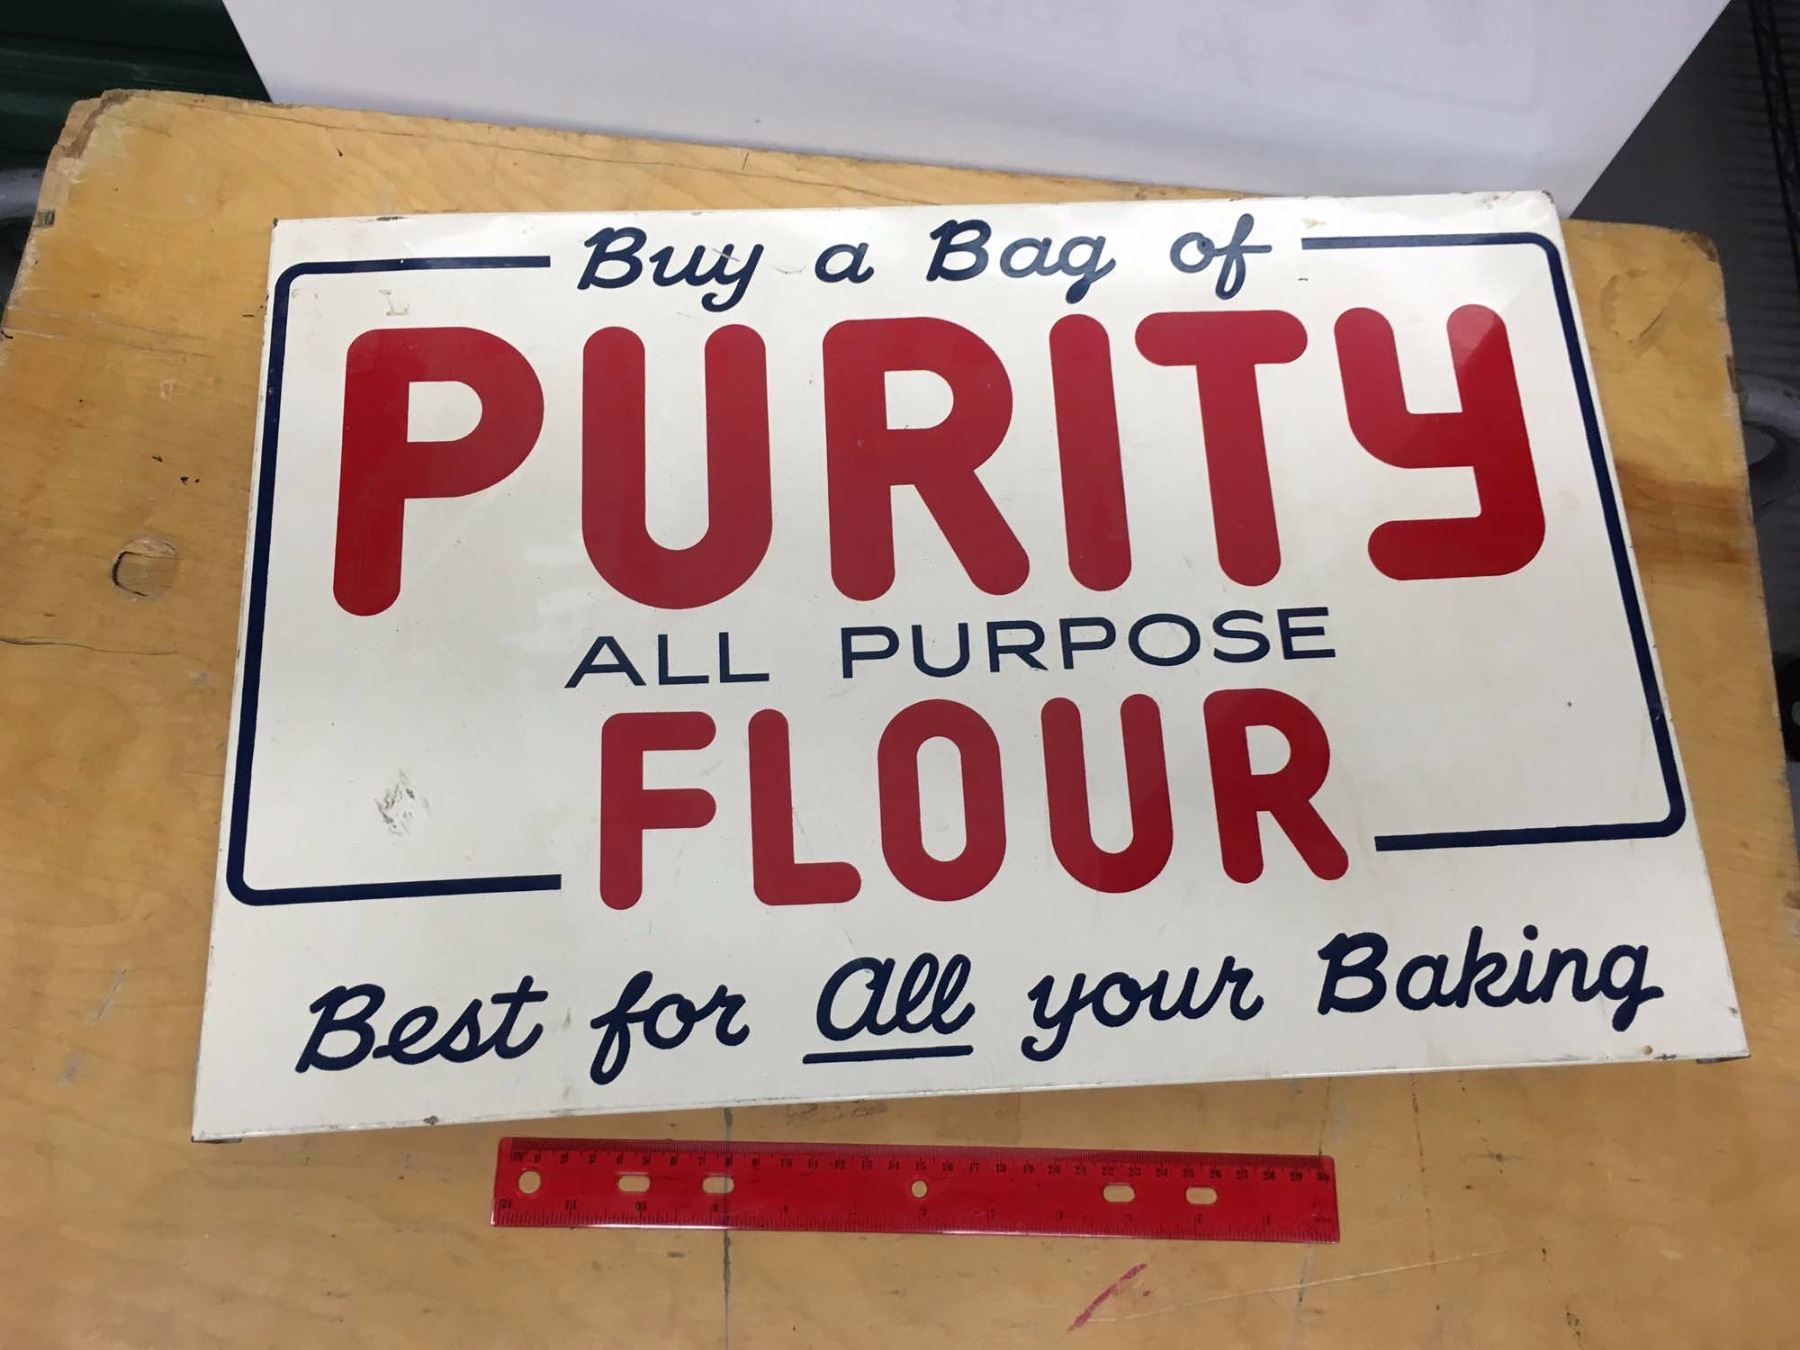 Buy a Bag of
PURITY
ALL PURPOSE
FLOUR
Best for All your Baking